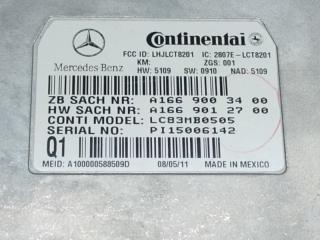 Continental
Mercedes Benz
FCC ID: LHJLCT8201 IC: 2807E-LCT8201
KM: ZGS: 001
HW: 5109 SW: 0910 NAD: 5109
ZB SACH NR: A166 900 34 00
HW SACH NR: A166 901 27 00
CONTI MODEL: LCB3MB0505
SERIAL NO: PI15006142
Q1
MEID: A100000588509D 08/05/11 MADE IN MEXICO